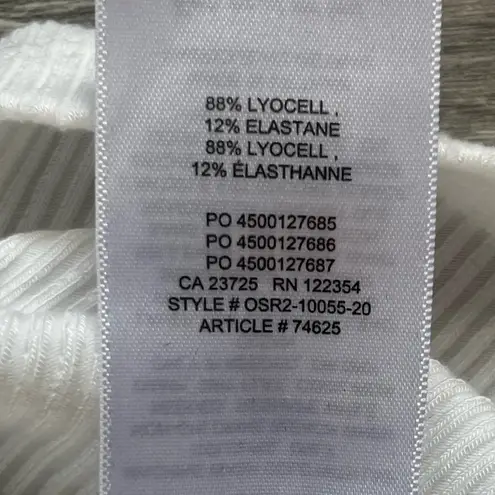 88% LYOCELL ,
12% ELASTANE
88% LYOCELL ,
12% ÉLASTHANNE
PO 4500127685
PO 4500127686
PO 4500127687
CA 23725 RN 122354
STYLE # OSR2-10055-20
ARTICLE # 74625